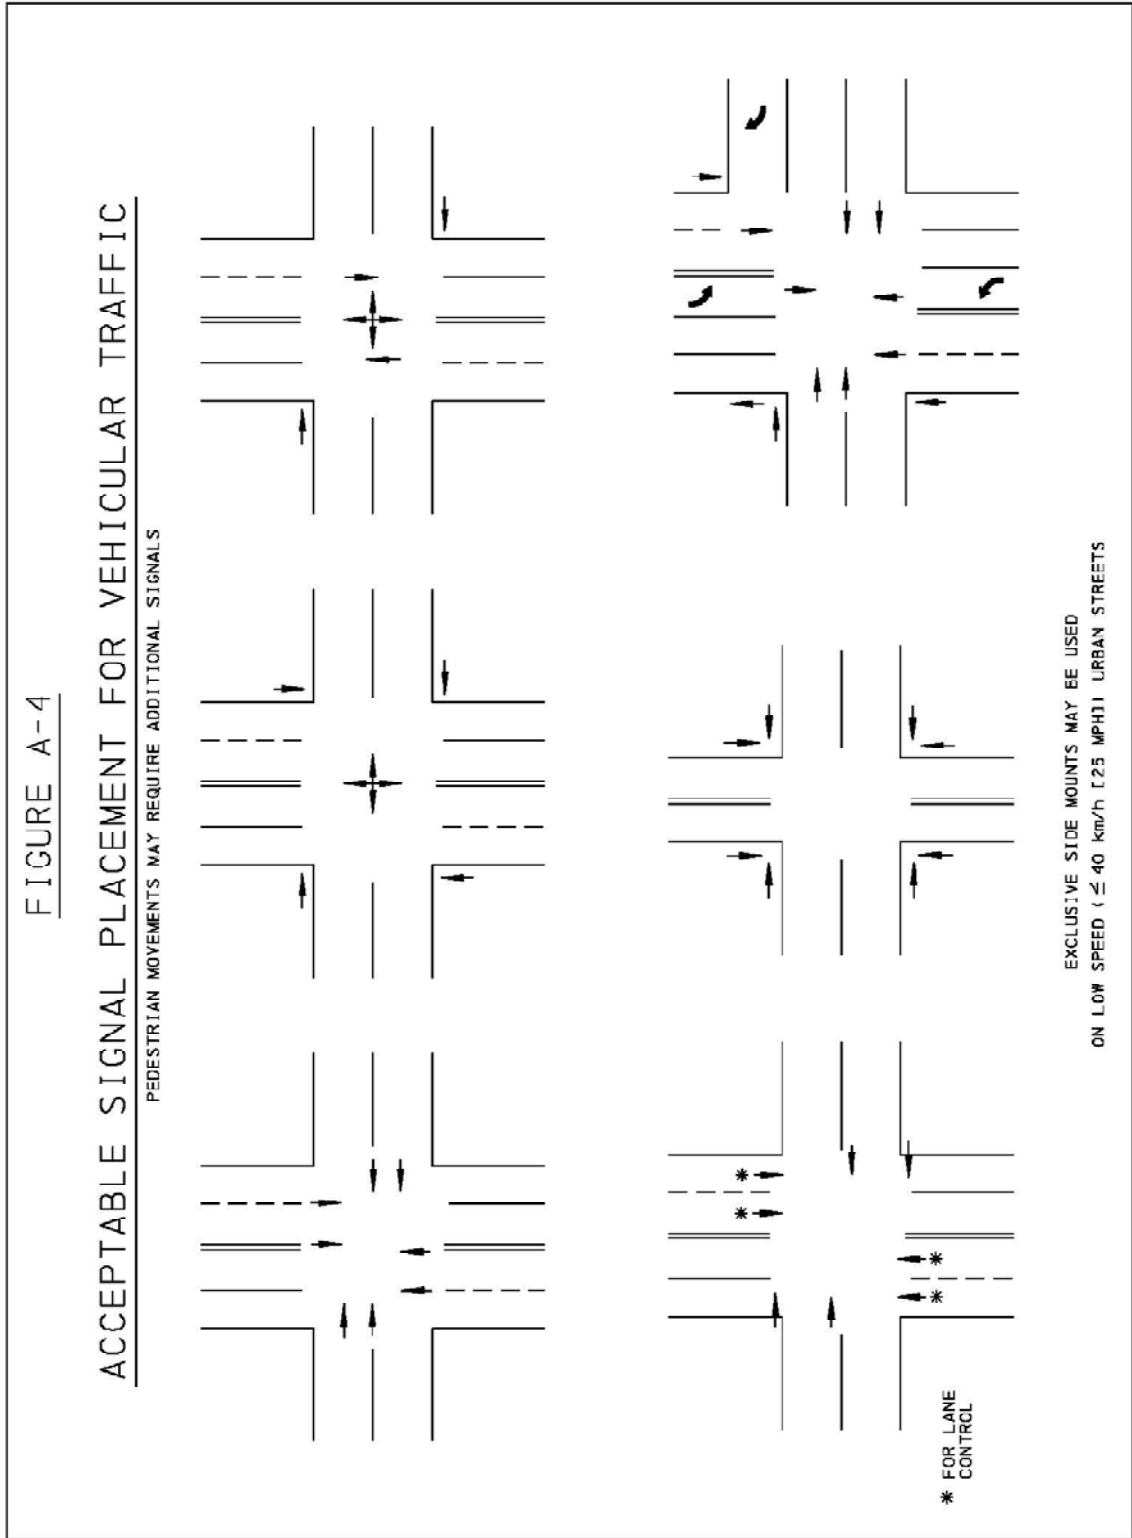 FIGURE A-4
ACCEPTABLE SIGNAL PLACEMENT FOR VEHICULAR TRAFFIC
PEDESTRIAN MOVEMENTS MAY REQUIRE ADDITIONAL SIGNALS
* FOR LANE
CONTROL
EXCLUSIVE SIDE MOUNTS MAY BE USED
ON LOW SPEED (≤ 40 km/h [25 MPH]) URBAN STREETS